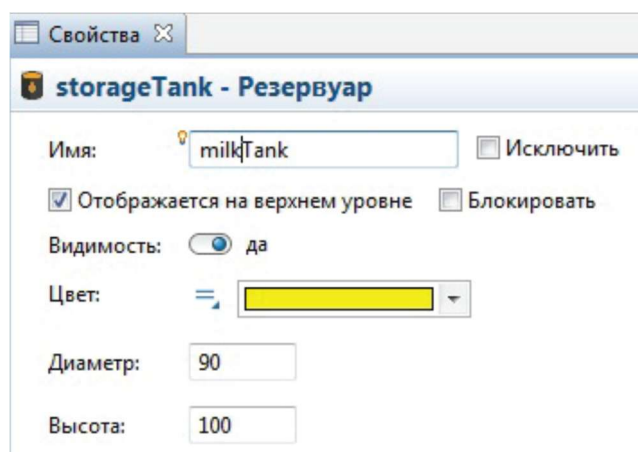 Свойства
storageTank - Резервуар
Имя: milkTank Исключить
Отображается на верхнем уровне Блокировать
Видимость: да
Цвет:
Диаметр: 90
Высота: 100